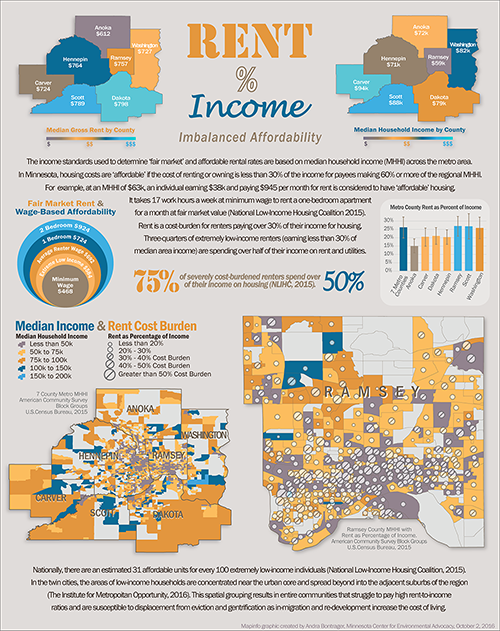 RENT
%
Income
Imbalanced Affordability
Anoka
$612
Washington
$727
Hennepin
$764
Ramsey
$757
Carver
$724
Scott
$789
Dakota
$798
Median Gross Rent by County
$ $$ $$$
Anoka
$72k
Washington
$82k
Hennepin
$71k
Ramsey
$59k
Carver
$94k
Scott
$88k
Dakota
$79k
Median Household Income by County
$ $$ $$$
The income standards used to determine 'fair market' and affordable rental rates are based on median household income (MHHI) across the metro area.
In Minnesota, housing costs are 'affordable' if the cost of renting or owning is less than 30% of the income for payees making 60% or more of the regional MHHI.
For example, at an MHHI of $63k, an individual earning $38k and paying $945 per month for rent is considered to have 'affordable' housing.
It takes 17 work hours a week at minimum wage to rent a one-bedroom apartment
for a month at fair market value (National Low-Income Housing Coalition 2015).
Rent is a cost-burden for renters paying over 30% of their income for housing.
Three-quarters of extremely low-income renters (earning less than 30% of
median area income) are spending over half of their income on rent and utilities.
75% of severely cost-burdened renters spend over
of their income on housing (NLIHC, 2015). 50%
Fair Market Rent &
Wage-Based Affordability
2 Bedroom $924
1 Bedroom $724
Minimum
Wage
$468
Metro County Rent as Percent of Income
30%
25%
20%
15%
10%
5%
0%
7 Metro
Counties
Anoka
Carver
Dakota
Hennepin
Ramsey
Scott
Washington
Median Income & Rent Cost Burden
Median Household Income
Less than 50k
50k to 75k
75k to 100k
100k to 150k
150k to 200k
Rent as Percentage of Income
Less than 20%
20% - 30%
30% - 40% Cost Burden
40% - 50% Cost Burden
Greater than 50% Cost Burden
7 County Metro MHHI
American Community Survey
Block Groups
U.S.Census Bureau, 2015
ANOKA
WASHINGTON
HENNEPIN
RAMSEY
CARVER
SCOTT
DAKOTA
RAMSEY
Ramsey County MHHI with
Rent as Percentage of Income.
American Community Survey Block Groups
U.S.Census Bureau, 2015
Nationally, there are an estimated 31 affordable units for every 100 extremely low-income individuals (National Low-Income Housing Coalition, 2015).
In the twin cities, the areas of low-income households are concentrated near the urban core and spread beyond into the adjacent suburbs of the region
(The Institute for Metropoitan Opportunity, 2016). This spatial grouping results in entire communities that struggle to pay high rent-to-income
ratios and are susceptible to displacement from eviction and gentrification as in-migration and re-development increase the cost of living.
Mapinfo graphic created by Andra Bontrager, Minnesota Center for Environmental Advocacy, October 2, 2016